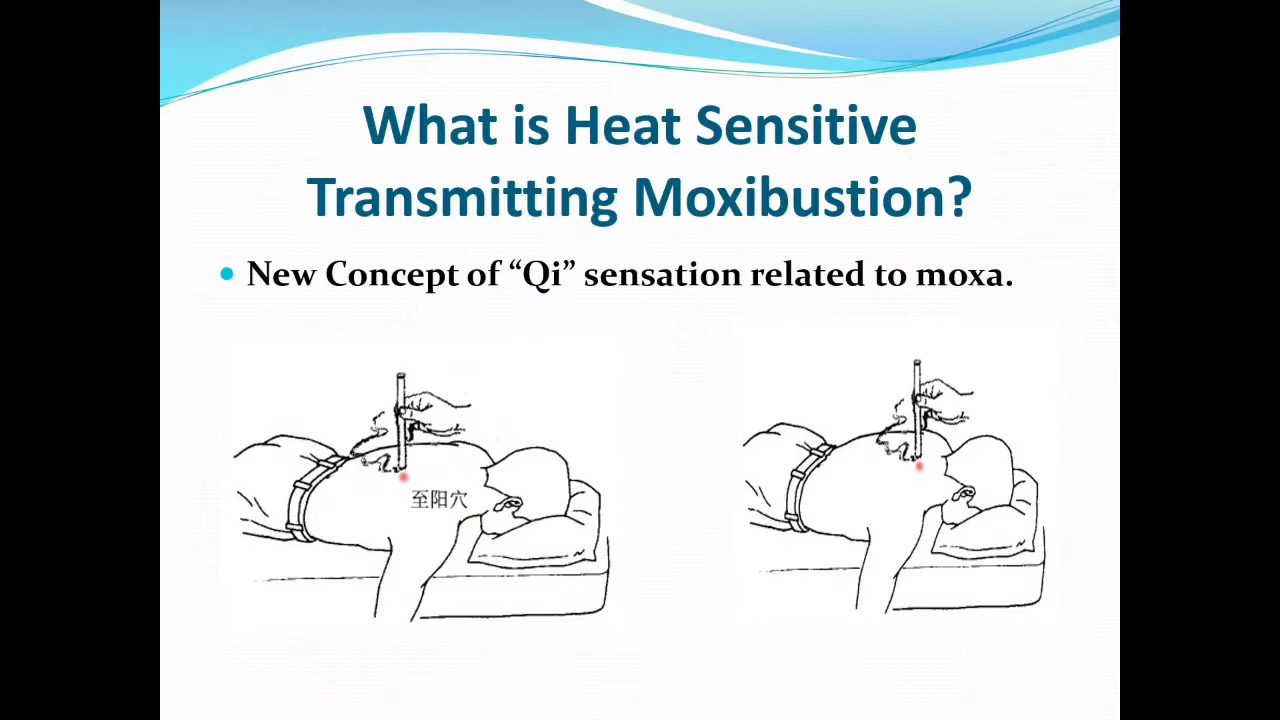 What is Heat Sensitive
Transmitting Moxibustion?
• New Concept of “Qi” sensation related to moxa.
至阳穴